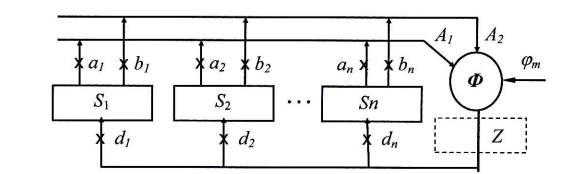 A₁ A₂
a₁ b₁ a₂ b₂ aₙ bₙ φₘ
S₁ S₂ ... Sn Φ
d₁ d₂ dₙ Z